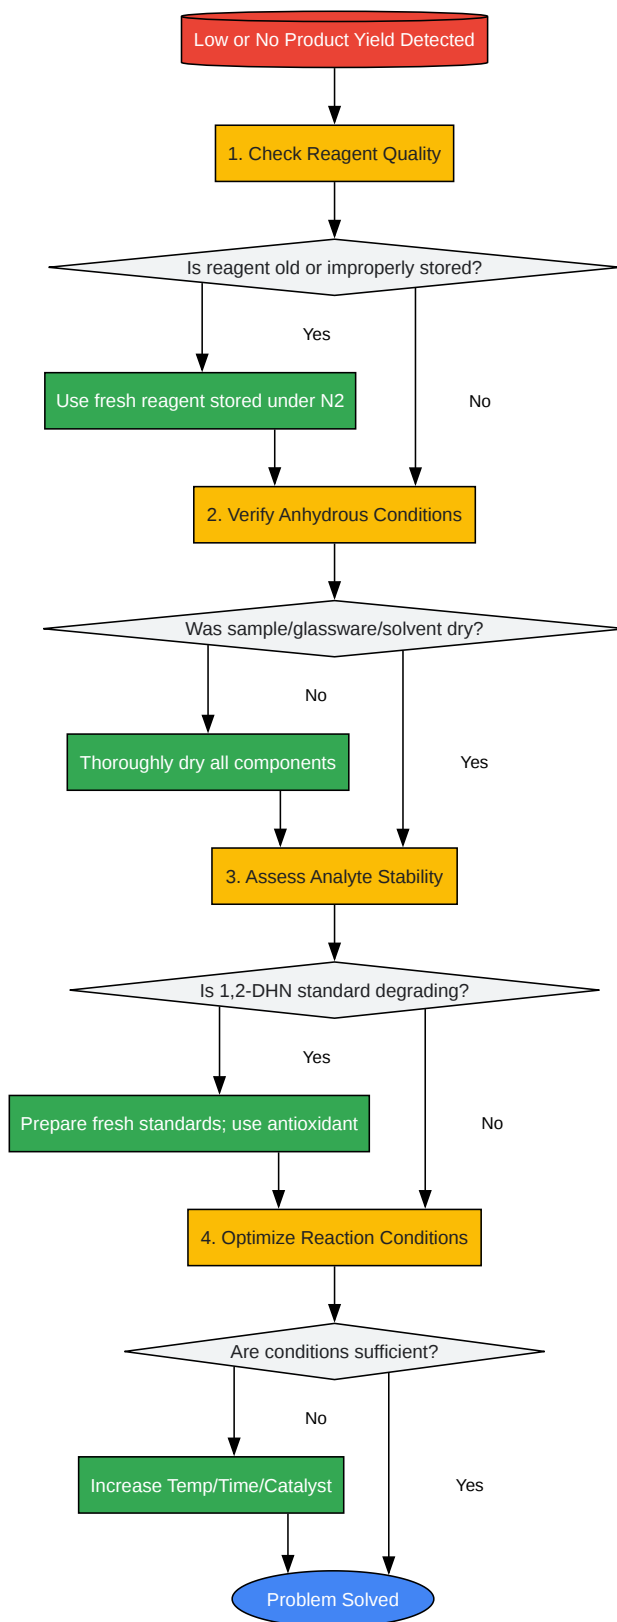 Low or No Product Yield Detected
1. Check Reagent Quality
Is reagent old or improperly stored?
Yes
Use fresh reagent stored under N2
No
2. Verify Anhydrous Conditions
Was sample/glassware/solvent dry?
No
Thoroughly dry all components
Yes
3. Assess Analyte Stability
Is 1,2-DHN standard degrading?
Yes
Prepare fresh standards; use antioxidant
No
4. Optimize Reaction Conditions
Are conditions sufficient?
No
Increase Temp/Time/Catalyst
Yes
Problem Solved